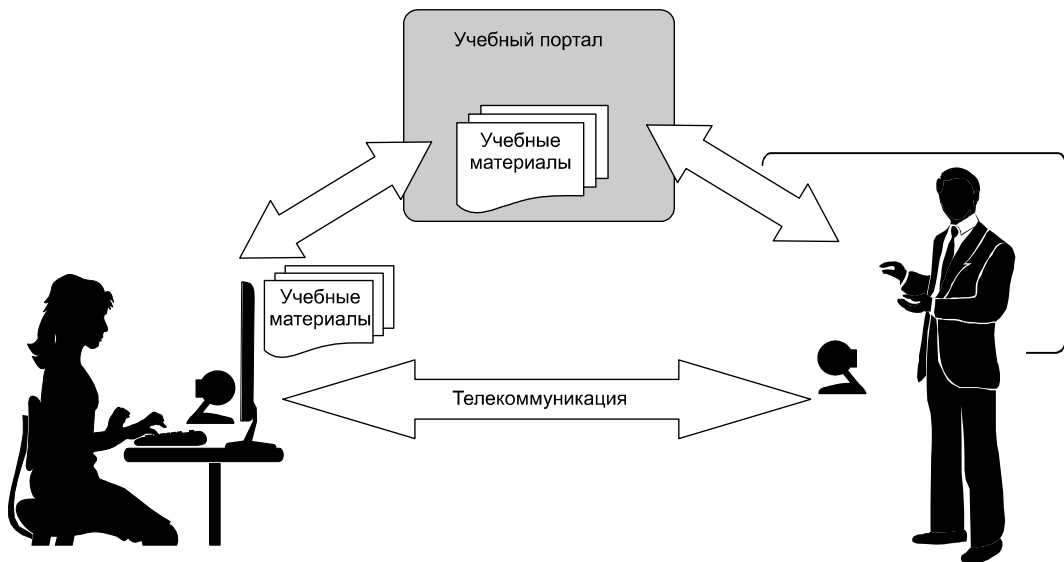 Учебный портал
Учебные
материалы
Учебные
материалы
Телекоммуникация